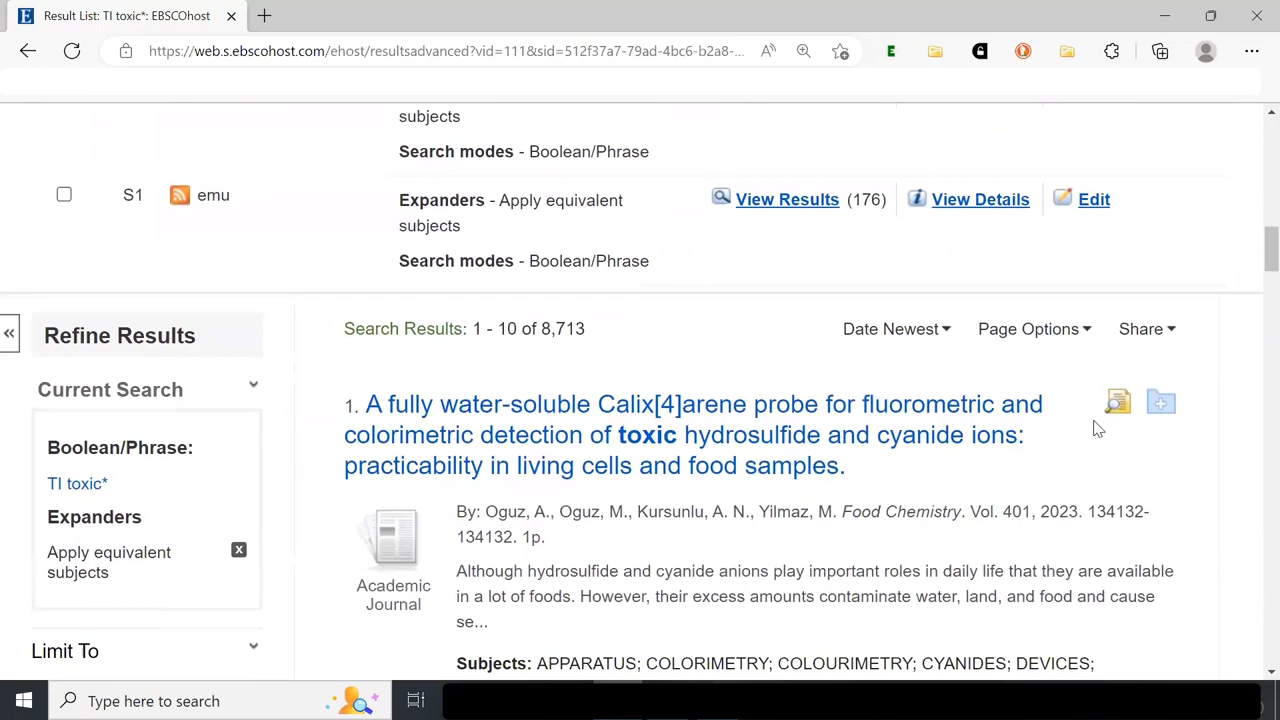 Result List: TI toxic*: EBSCOhost
https://web.s.ebscohost.com/ehost/resultsadvanced?vid=111&sid=512f37a7-79ad-4bc6-b2a8-...
subjects
Search modes - Boolean/Phrase
S1 emu Expanders - Apply equivalent View Results (176) View Details Edit
subjects
Search modes - Boolean/Phrase
Refine Results
Current Search
Boolean/Phrase:
TI toxic*
Expanders
Apply equivalent
subjects
Limit To
Search Results: 1 - 10 of 8,713 Date Newest Page Options Share
1. A fully water-soluble Calix[4]arene probe for fluorometric and
colorimetric detection of toxic hydrosulfide and cyanide ions:
practicability in living cells and food samples.
Academic
Journal
By: Oguz, A., Oguz, M., Kursunlu, A. N., Yilmaz, M. Food Chemistry. Vol. 401, 2023. 134132-
134132. 1p.
Although hydrosulfide and cyanide anions play important roles in daily life that they are available
in a lot of foods. However, their excess amounts contaminate water, land, and food and cause
se...
Subjects: APPARATUS; COLORIMETRY; COLOURIMETRY; CYANIDES; DEVICES;
Type here to search